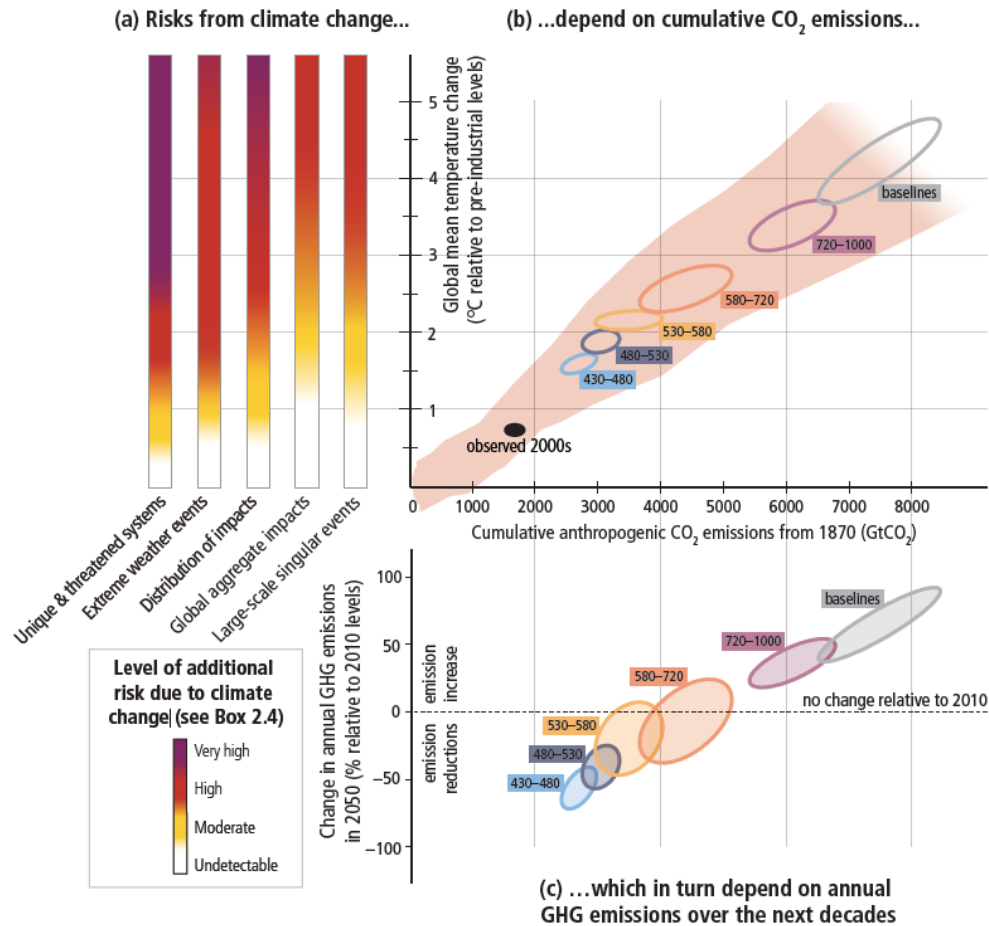 (a) Risks from climate change...
Unique & threatened systems
Extreme weather events
Distribution of impacts
Global aggregate impacts
Large-scale singular events
Global mean temperature change
(°C relative to pre-industrial levels)
5
4
3
2
1
(b) ...depend on cumulative CO₂ emissions...
baselines
720–1000
580–720
530–580
480–530
430–480
observed 2000s
0 1000 2000 3000 4000 5000 6000 7000 8000
Cumulative anthropogenic CO₂ emissions from 1870 (GtCO₂)
Level of additional
risk due to climate
change (see Box 2.4)
Very high
High
Moderate
Undetectable
Change in annual GHG emissions
in 2050 (% relative to 2010 levels)
100
50
0
−50
−100
emission
increase
emission
reductions
baselines
720–1000
580–720
no change relative to 2010
530–580
480–530
430–480
(c) …which in turn depend on annual
GHG emissions over the next decades